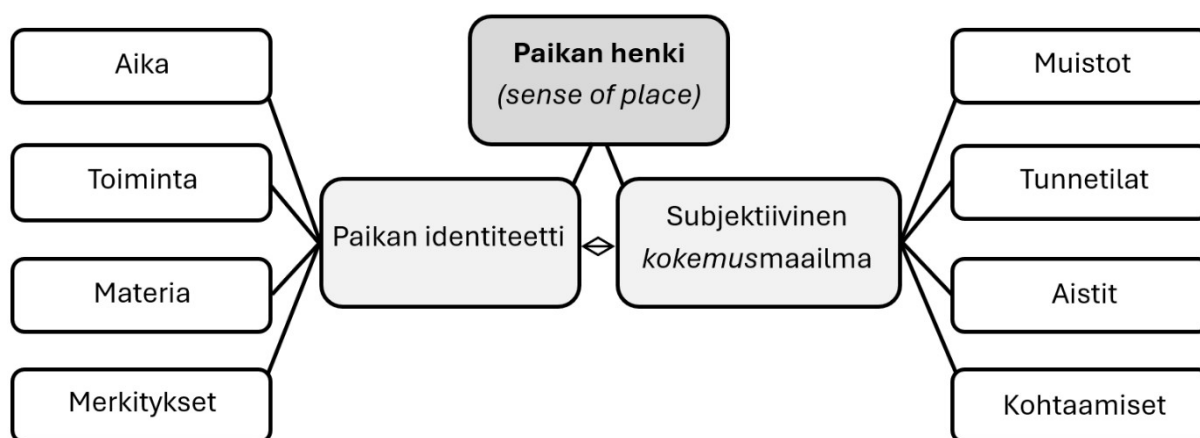 Paikan henki
(sense of place)
Aika
Toiminta
Materia
Merkitykset
Paikan identiteetti
Subjektiivinen
kokemusmaailma
Muistot
Tunnetilat
Aistit
Kohtaamiset